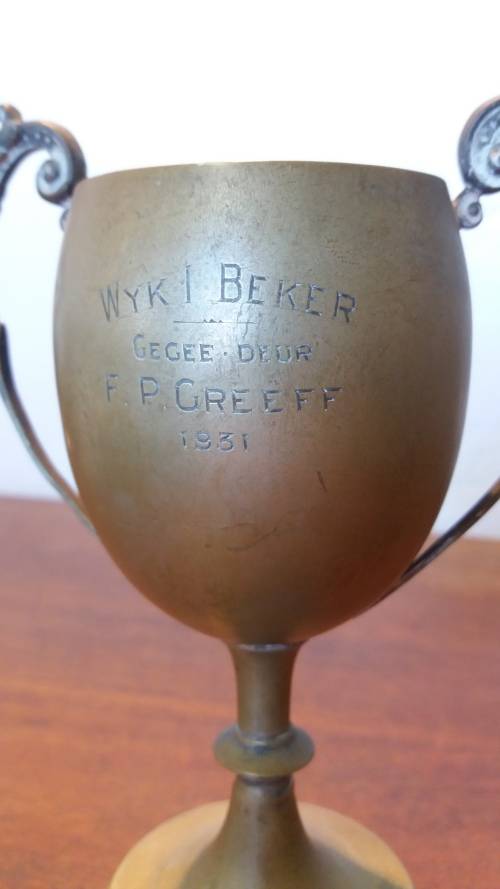 WYK I BEKER
GEGEE · DEUR
F. P. GREEFF
1931